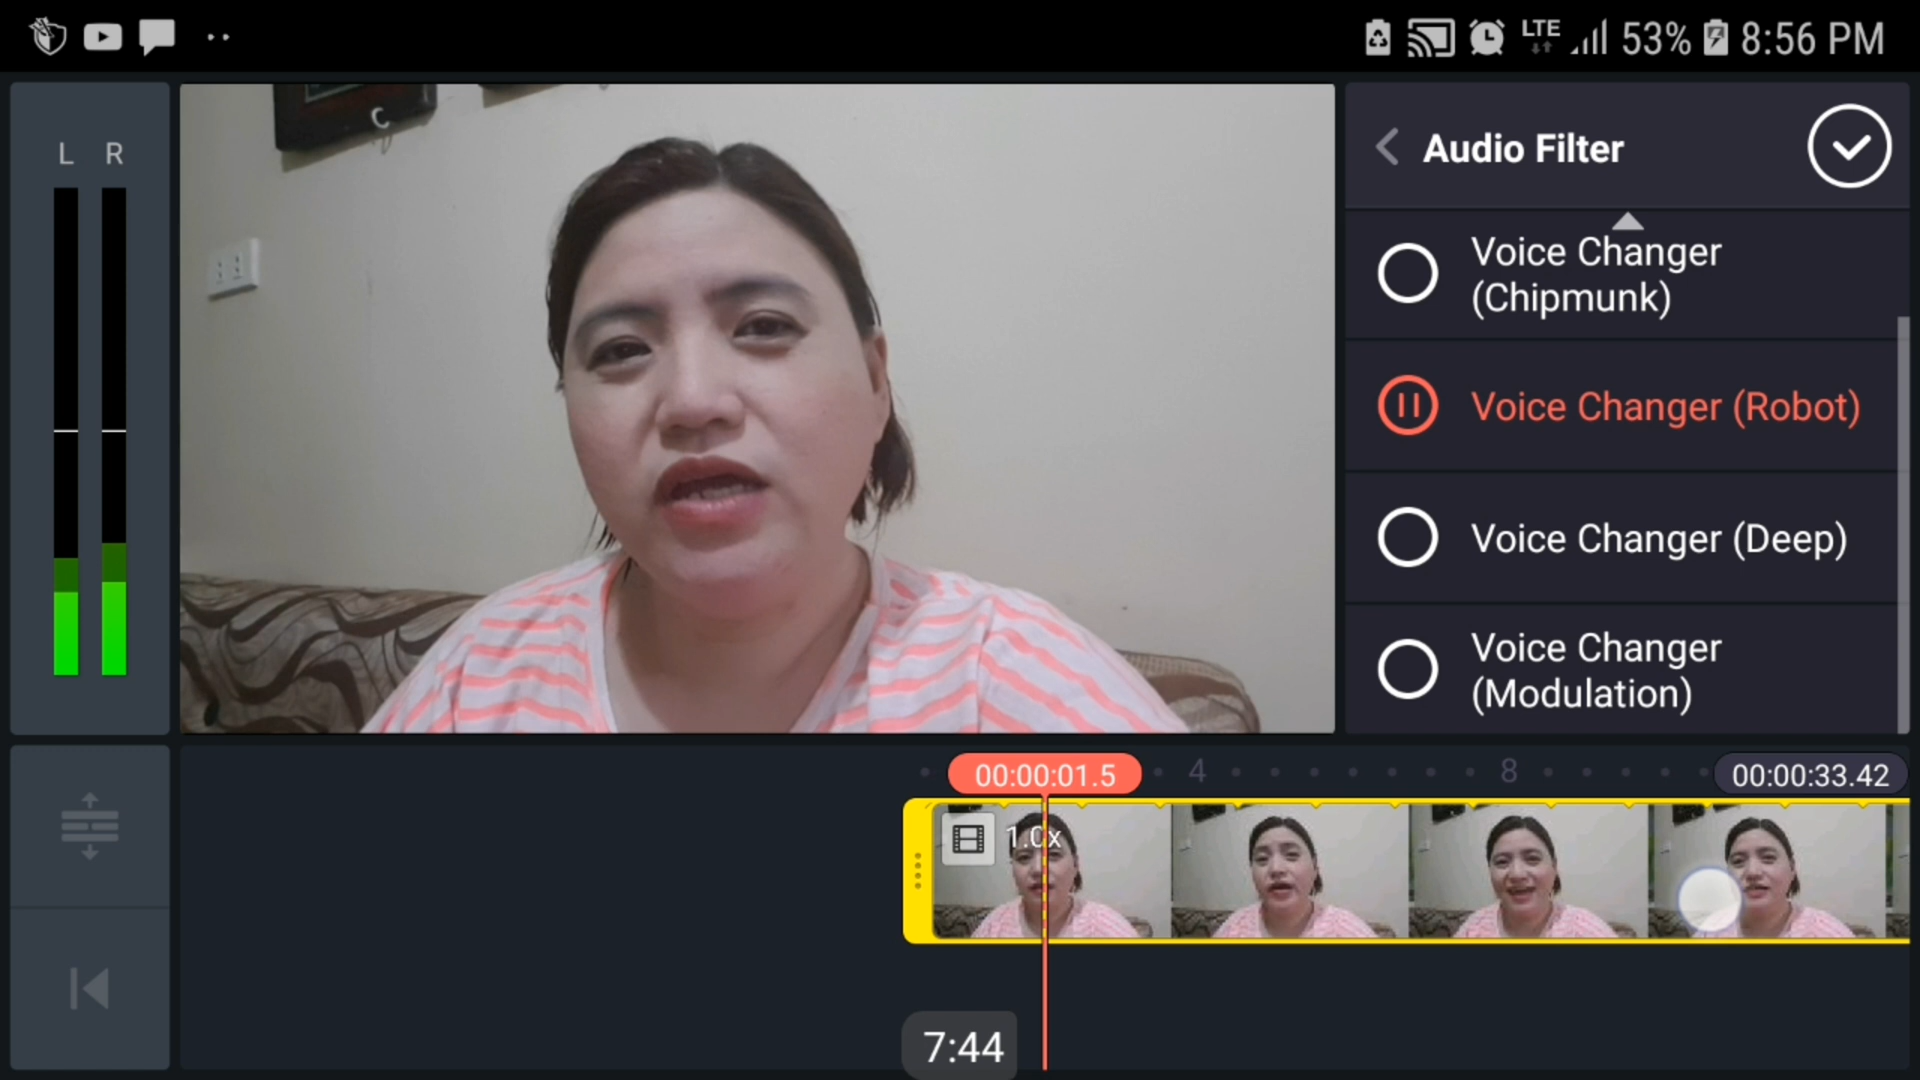 LTE 53% 8:56 PM
L R
C
Audio Filter
Voice Changer
(Chipmunk)
Voice Changer (Robot)
Voice Changer (Deep)
Voice Changer
(Modulation)
00:00:01.5 4 8 00:00:33.42
1.0x
7:44